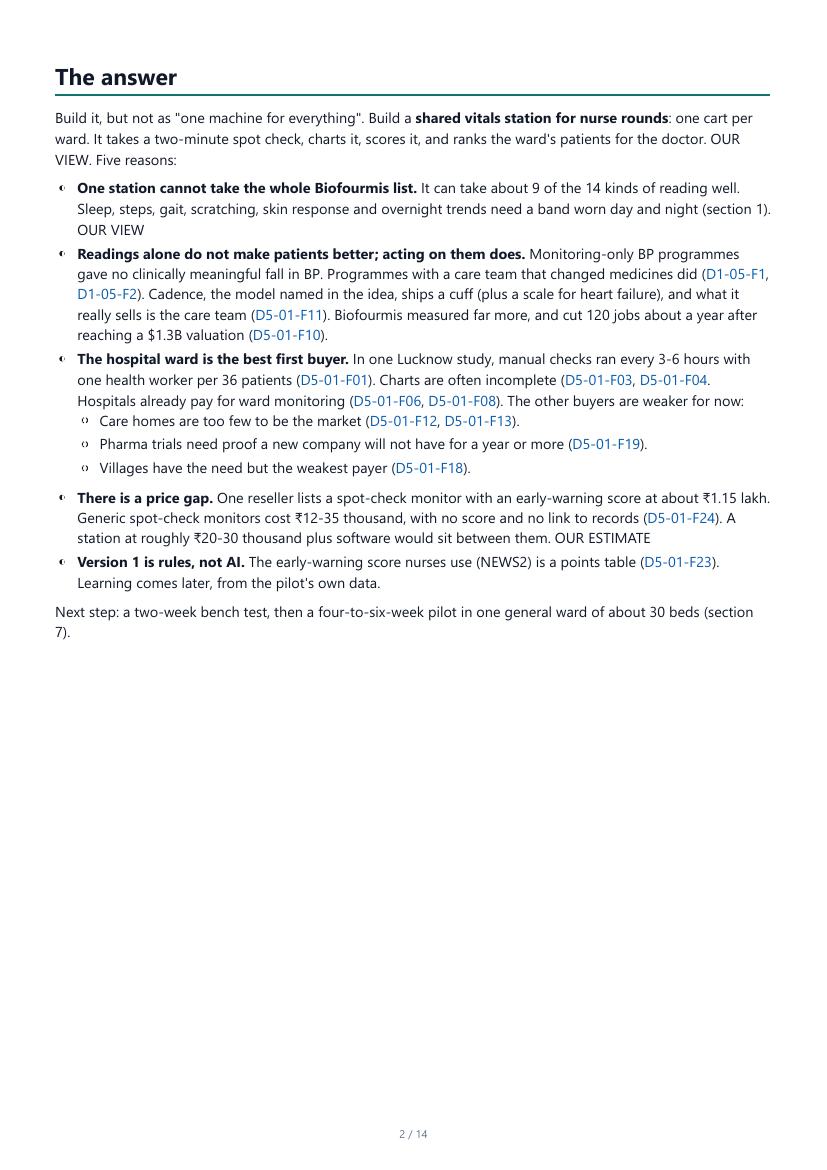 The answer
Build it, but not as "one machine for everything". Build a shared vitals station for nurse rounds: one cart per
ward. It takes a two-minute spot check, charts it, scores it, and ranks the ward's patients for the doctor. OUR
VIEW. Five reasons:
One station cannot take the whole Biofourmis list. It can take about 9 of the 14 kinds of reading well.
Sleep, steps, gait, scratching, skin response and overnight trends need a band worn day and night (section 1).
OUR VIEW
Readings alone do not make patients better; acting on them does. Monitoring-only BP programmes
gave no clinically meaningful fall in BP. Programmes with a care team that changed medicines did (D1-05-F1,
D1-05-F2). Cadence, the model named in the idea, ships a cuff (plus a scale for heart failure), and what it
really sells is the care team (D5-01-F11). Biofourmis measured far more, and cut 120 jobs about a year after
reaching a $1.3B valuation (D5-01-F10).
The hospital ward is the best first buyer. In one Lucknow study, manual checks ran every 3-6 hours with
one health worker per 36 patients (D5-01-F01). Charts are often incomplete (D5-01-F03, D5-01-F04.
Hospitals already pay for ward monitoring (D5-01-F06, D5-01-F08). The other buyers are weaker for now:
Care homes are too few to be the market (D5-01-F12, D5-01-F13).
Pharma trials need proof a new company will not have for a year or more (D5-01-F19).
Villages have the need but the weakest payer (D5-01-F18).
There is a price gap. One reseller lists a spot-check monitor with an early-warning score at about ₹1.15 lakh.
Generic spot-check monitors cost ₹12-35 thousand, with no score and no link to records (D5-01-F24). A
station at roughly ₹20-30 thousand plus software would sit between them. OUR ESTIMATE
Version 1 is rules, not AI. The early-warning score nurses use (NEWS2) is a points table (D5-01-F23).
Learning comes later, from the pilot's own data.
Next step: a two-week bench test, then a four-to-six-week pilot in one general ward of about 30 beds (section
7).
2 / 14